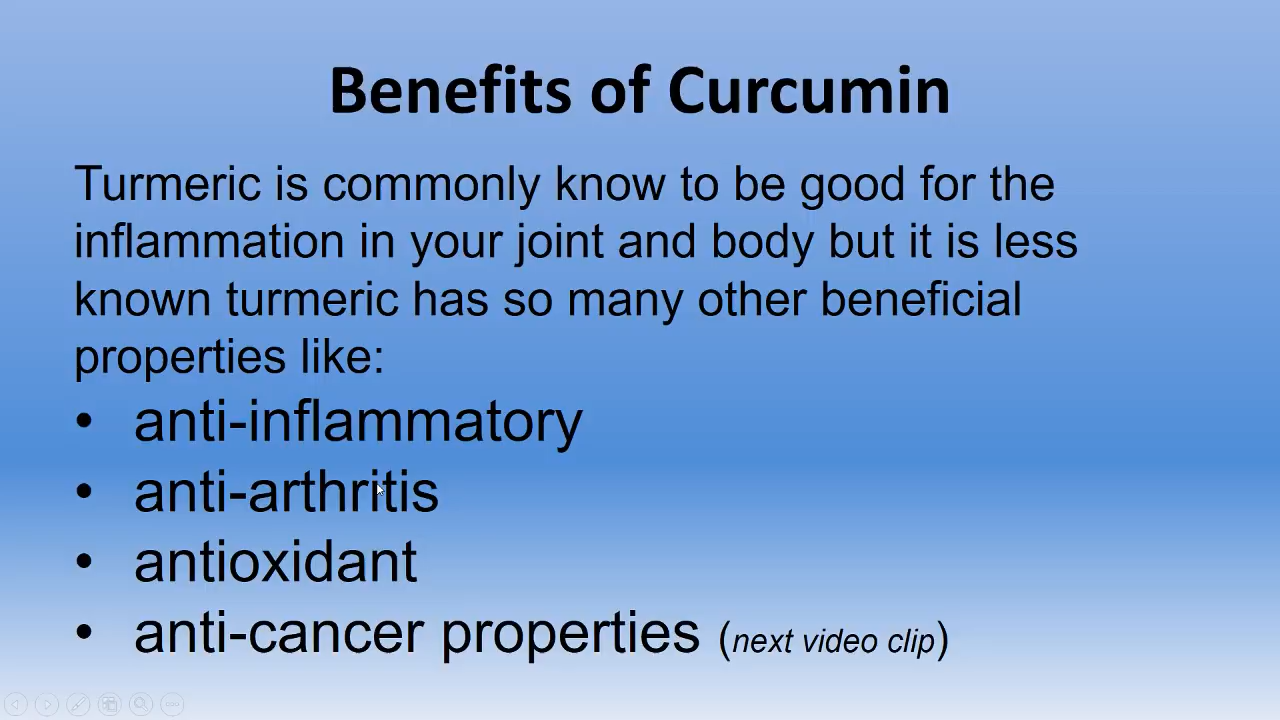 Benefits of Curcumin
Turmeric is commonly know to be good for the
inflammation in your joint and body but it is less
known turmeric has so many other beneficial
properties like:
• anti-inflammatory
• anti-arthritis
• antioxidant
• anti-cancer properties (next video clip)